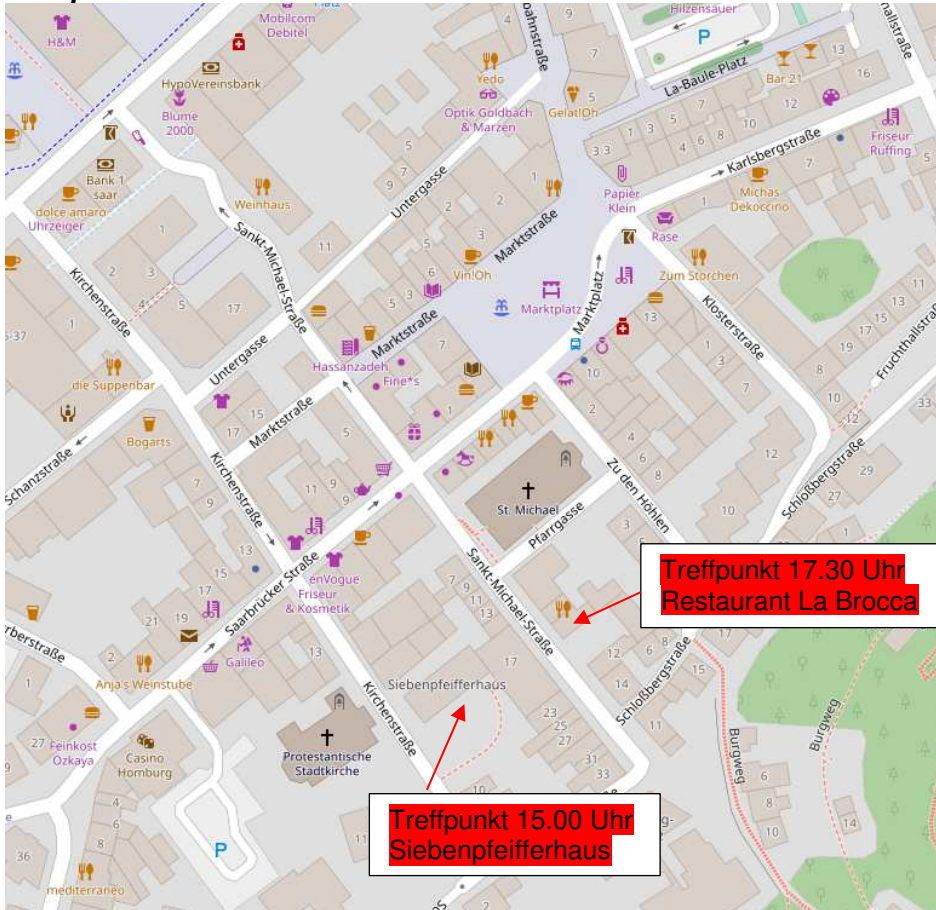 H&M
Mobilcom
Debitel
Platz
HypoVereinsbank
Blume
2000
Bank 1
saar
dolce amaro
Uhrzeiger
Weinhaus
Yedo
Optik Goldbach
& Marzen
Gelat!Oh
Hilzensauer
P
La-Baule-Platz
Bar 21
Karlsbergstraße
Friseur
Ruffing
Papier
Klein
Michas
Dekoccino
Rase
Zum Storchen
Untergasse
Marktstraße
Vin!Oh
Marktplatz
Marktplatz
Sankt-Michael-Straße
Kirchenstraße
Klosterstraße
Hassanzadeh
Marktstraße
Fine*s
die Suppenbar
Untergasse
Marktstraße
Bogarts
Schanzstraße
Kirchenstraße
St. Michael
Pfarrgasse
Zu den Höhlen
Schloßbergstraße
enVogue
Friseur
& Kosmetik
Saarbrücker Straße
Galileo
Anja's Weinstube
Feinkost
Özkaya
Casino
Homburg
Protestantische
Stadtkirche
Siebenpfeifferhaus
Kirchenstraße
Sankt-Michael-Straße
Schloßbergstraße
Burgweg
Burgweg
P
mediterraneo
Treffpunkt 17.30 Uhr
Restaurant La Brocca
Treffpunkt 15.00 Uhr
Siebenpfeifferhaus